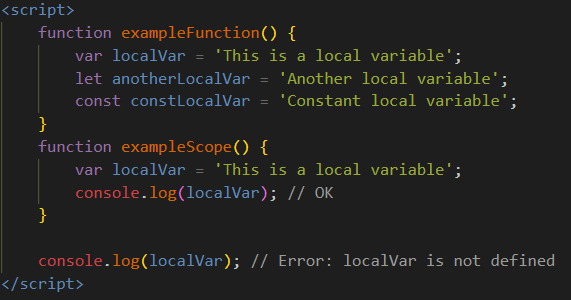 <script>
function exampleFunction() {
var localVar = 'This is a local variable';
let anotherLocalVar = 'Another local variable';
const constLocalVar = 'Constant local variable';
}
function exampleScope() {
var localVar = 'This is a local variable';
console.log(localVar); // OK
}
console.log(localVar); // Error: localVar is not defined
</script>